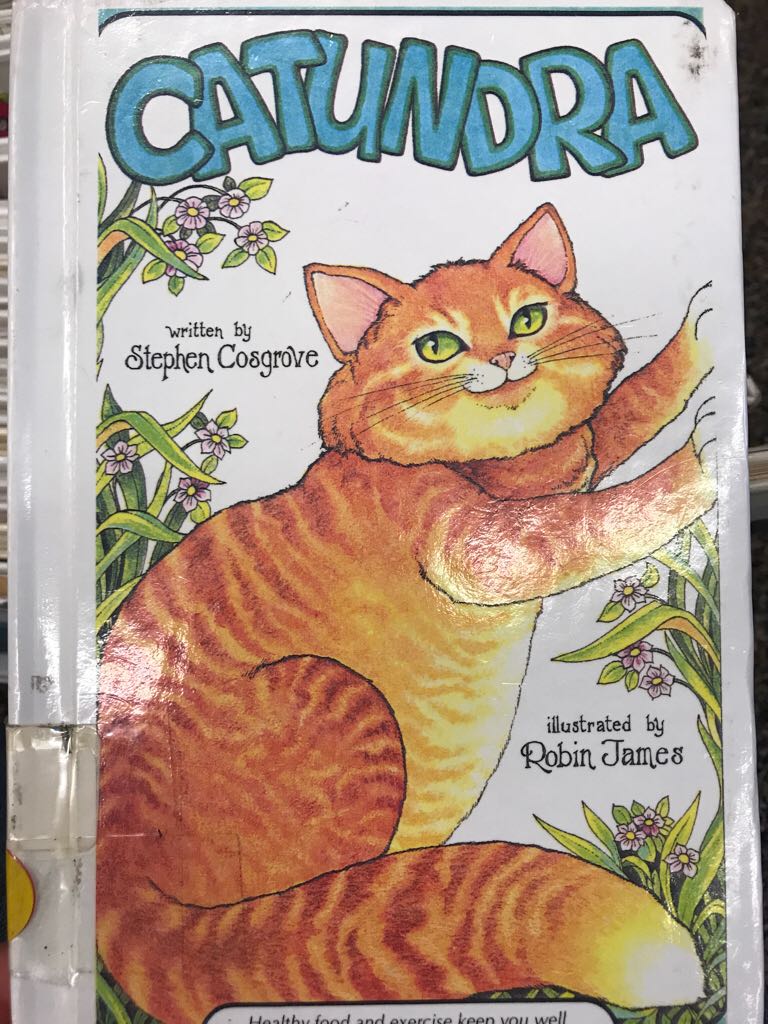 CATUNDRA
written by
Stephen Cosgrove
illustrated by
Robin James
Healthy food and exercise keep you well